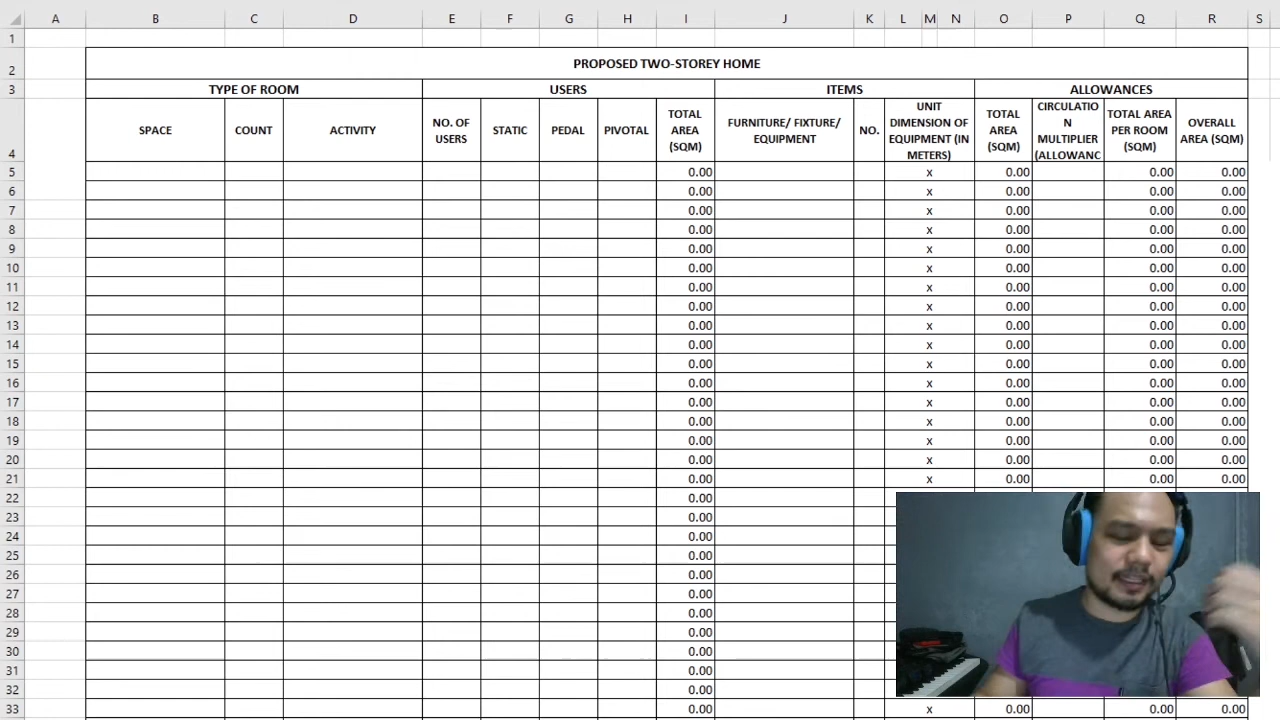 A B C D E F G H I J K L M N O P Q R S
1
2 PROPOSED TWO-STOREY HOME
3 TYPE OF ROOM USERS ITEMS ALLOWANCES
4 SPACE COUNT ACTIVITY NO. OF USERS STATIC PEDAL PIVOTAL TOTAL AREA (SQM) FURNITURE/ FIXTURE/ EQUIPMENT NO. UNIT DIMENSION OF EQUIPMENT (IN METERS) TOTAL AREA (SQM) CIRCULATIO N MULTIPLIER (ALLOWANC TOTAL AREA PER ROOM (SQM) OVERALL AREA (SQM)
5 0.00 x 0.00 0.00 0.00
6 0.00 x 0.00 0.00 0.00
7 0.00 x 0.00 0.00 0.00
8 0.00 x 0.00 0.00 0.00
9 0.00 x 0.00 0.00 0.00
10 0.00 x 0.00 0.00 0.00
11 0.00 x 0.00 0.00 0.00
12 0.00 x 0.00 0.00 0.00
13 0.00 x 0.00 0.00 0.00
14 0.00 x 0.00 0.00 0.00
15 0.00 x 0.00 0.00 0.00
16 0.00 x 0.00 0.00 0.00
17 0.00 x 0.00 0.00 0.00
18 0.00 x 0.00 0.00 0.00
19 0.00 x 0.00 0.00 0.00
20 0.00 x 0.00 0.00 0.00
21 0.00 x 0.00 0.00 0.00
22 0.00
23 0.00
24 0.00
25 0.00
26 0.00
27 0.00
28 0.00
29 0.00
30 0.00
31 0.00
32 0.00
33 0.00 x 0.00 0.00 0.00